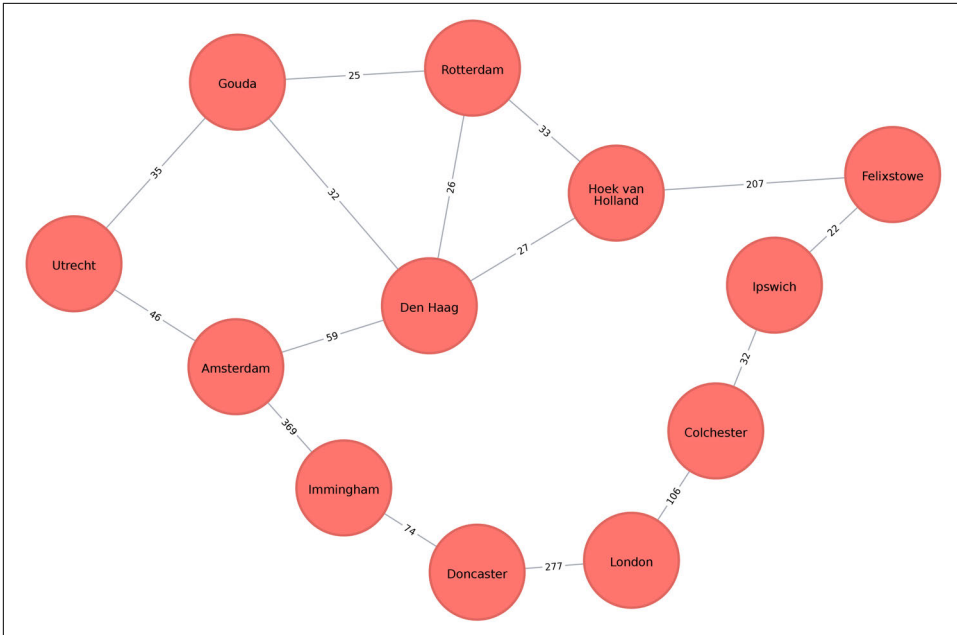 Rotterdam
Gouda
25
33
35
26
32
Hoek van
Holland
207
Felixstowe
22
27
Utrecht
Ipswich
Den Haag
46
59
32
Amsterdam
369
Colchester
Immingham
106
74
277
London
Doncaster